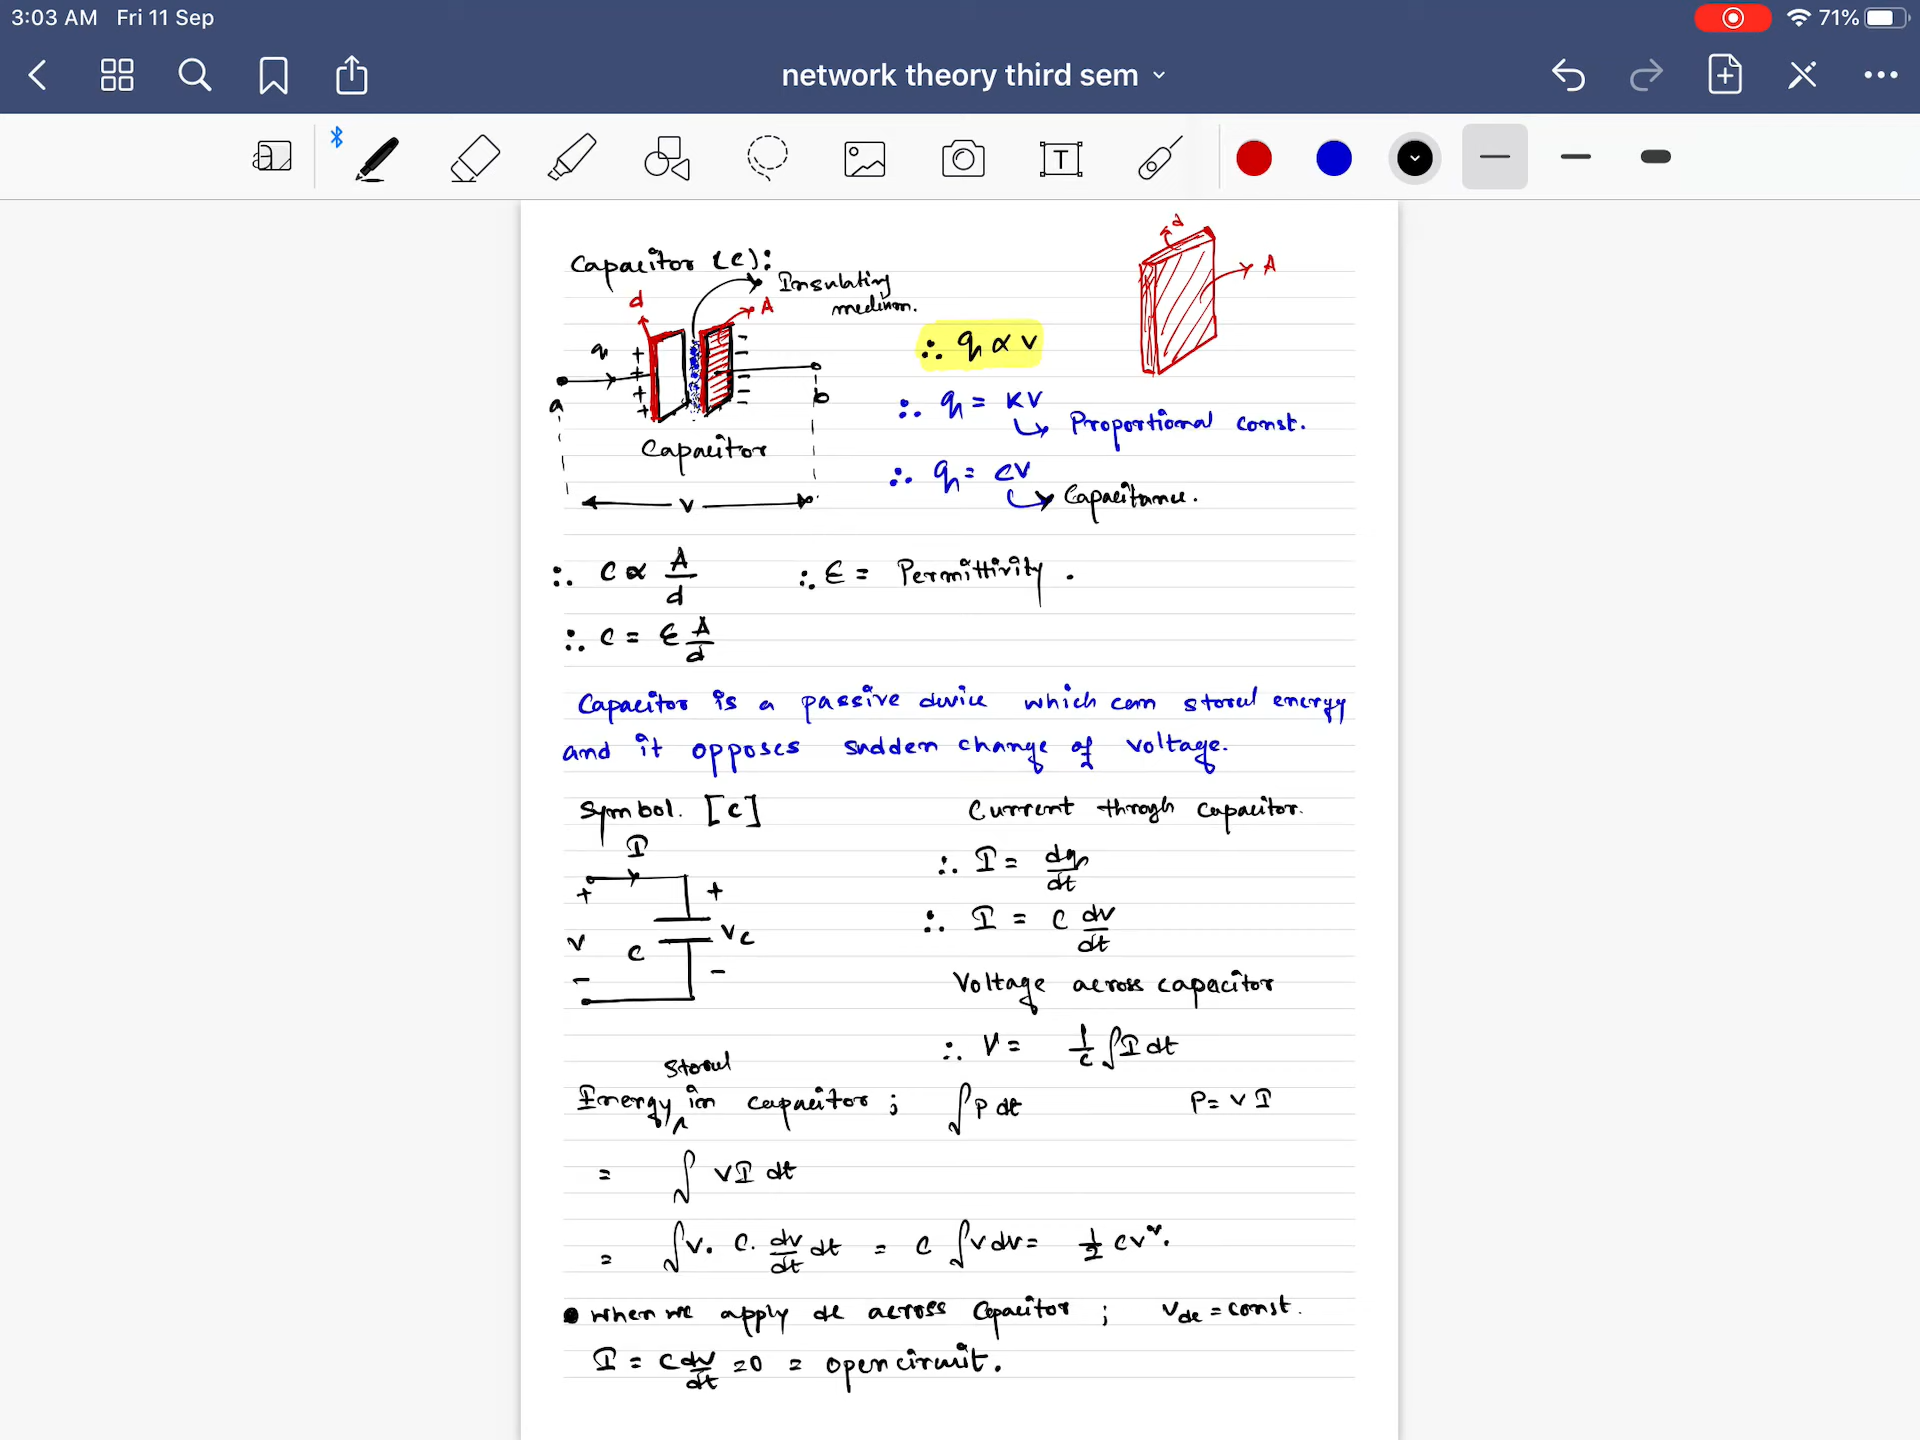 3:03 AM Fri 11 Sep
71%
network theory third sem
T
Capacitor (C):
Insulating
medium.
d
A
q
+ + + +
- - - - -
a
b
Capacitor
V
d
A
∴ q ∝ V
∴ q = KV
Proportional const.
∴ q = CV
Capacitance.
∴ C ∝ A/d
∴ ε = Permittivity.
∴ C = ε A/d
Capacitor is a passive device which can stored energy
and it opposes sudden change of voltage.
Symbol. [C]
I
+ +
V C Vc
- -
Current throgh capacitor.
∴ I = dq/dt
∴ I = C dv/dt
Voltage across capacitor
∴ V = 1/C ∫I dt
stored
Energy in capacitor ; ∫P dt P = VI
= ∫ VI dt
= ∫V. C. dv/dt dt = C ∫V dv = 1/2 CV².
• When we apply dc across Capacitor ; Vdc = const.
I = C dv/dt = 0 = open circuit.